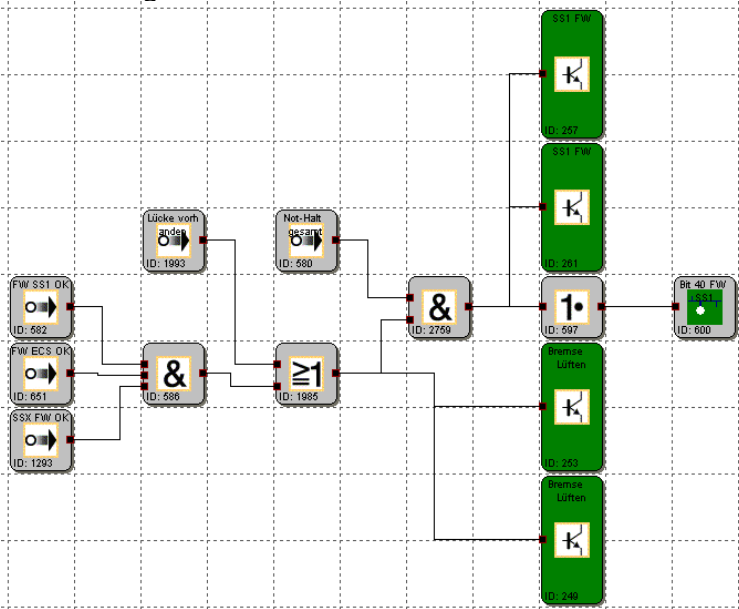 SS1 FW
ID: 257
SS1 FW
ID: 261
Lücke vorh
anden
ID: 1993
Not-Halt
gesamt
ID: 580
FW SS1 OK
ID: 582
&
ID: 2759
1•
ID: 597
Bit 40 FW
SS1
ID: 600
FW ECS OK
ID: 651
&
ID: 586
≧1
ID: 1985
Bremse
Lüften
ID: 253
SSX FW OK
ID: 1293
Bremse
Lüften
ID: 249